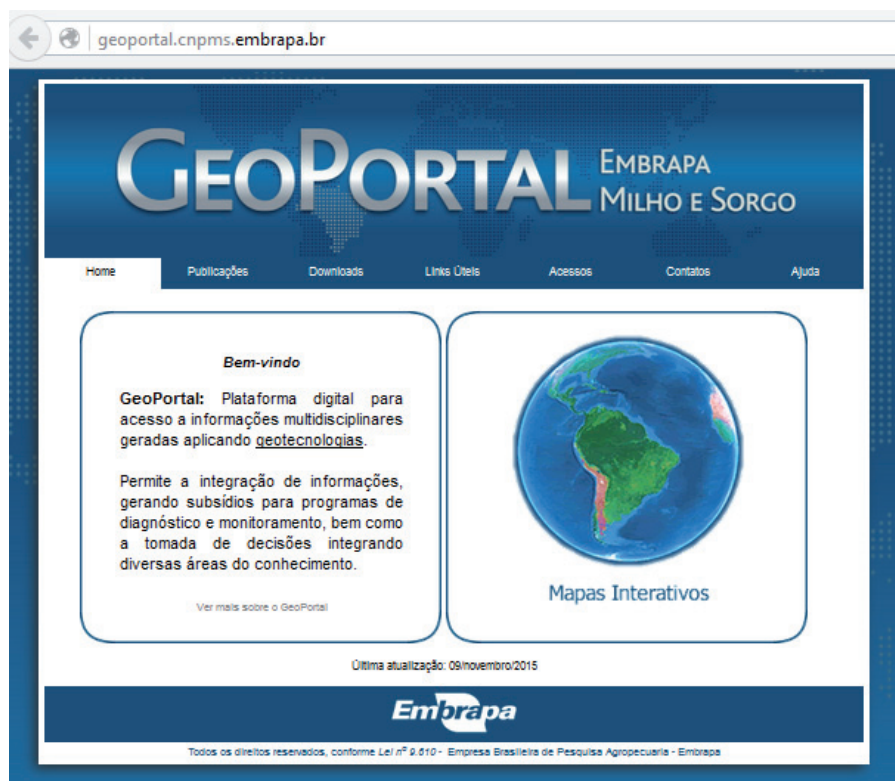 geoportal.cnpms.embrapa.br
GEOPORTAL EMBRAPA
MILHO E SORGO
Home Publicações Downloads Links Úteis Acessos Contatos Ajuda
Bem-vindo
GeoPortal: Plataforma digital para
acesso a informações multidisciplinares
geradas aplicando geotecnologias.
Permite a integração de informações,
gerando subsídios para programas de
diagnóstico e monitoramento, bem como
a tomada de decisões integrando
diversas áreas do conhecimento.
Ver mais sobre o GeoPortal
Mapas Interativos
Última atualização: 09/novembro/2015
Embrapa
Todos os direitos reservados, conforme Lei nº 9.610 - Empresa Brasileira de Pesquisa Agropecuaria - Embrapa